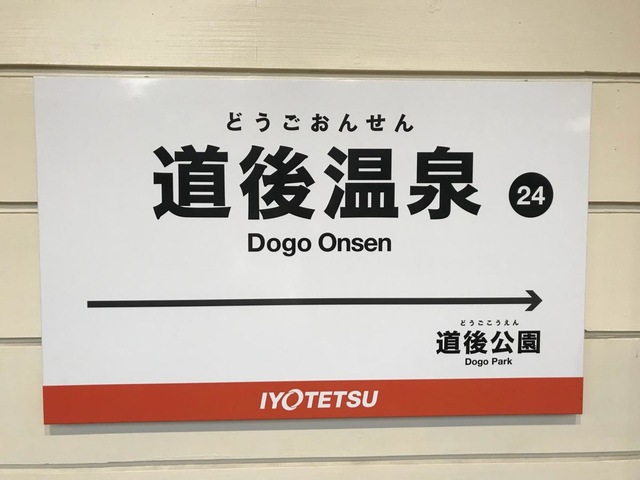 どうごおんせん
道後温泉
24
Dogo Onsen
どうごこうえん
道後公園
Dogo Park
IYOTETSU